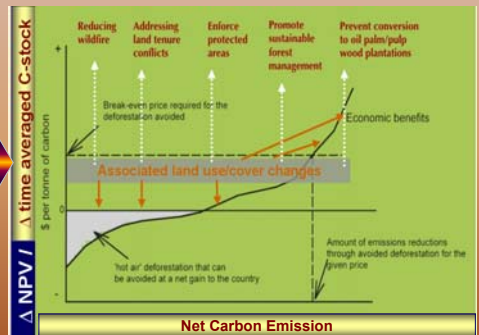 Reducing
wildfire
Addressing
land tenure
conflicts
Enforce
protected
areas
Promote
sustainable
forest
management
Prevent conversion
to oil palm/pulp
wood plantations
Δ NPV / Δ time averaged C-stock
$ per tonne of carbon
+
0
-
Break-even price required for the
deforestation avoided
Economic benefits
Associated land use/cover changes
'hot air' deforestation that can
be avoided at a net gain to the country
Amount of emissions reductions
through avoided deforestation for the
given price
Net Carbon Emission